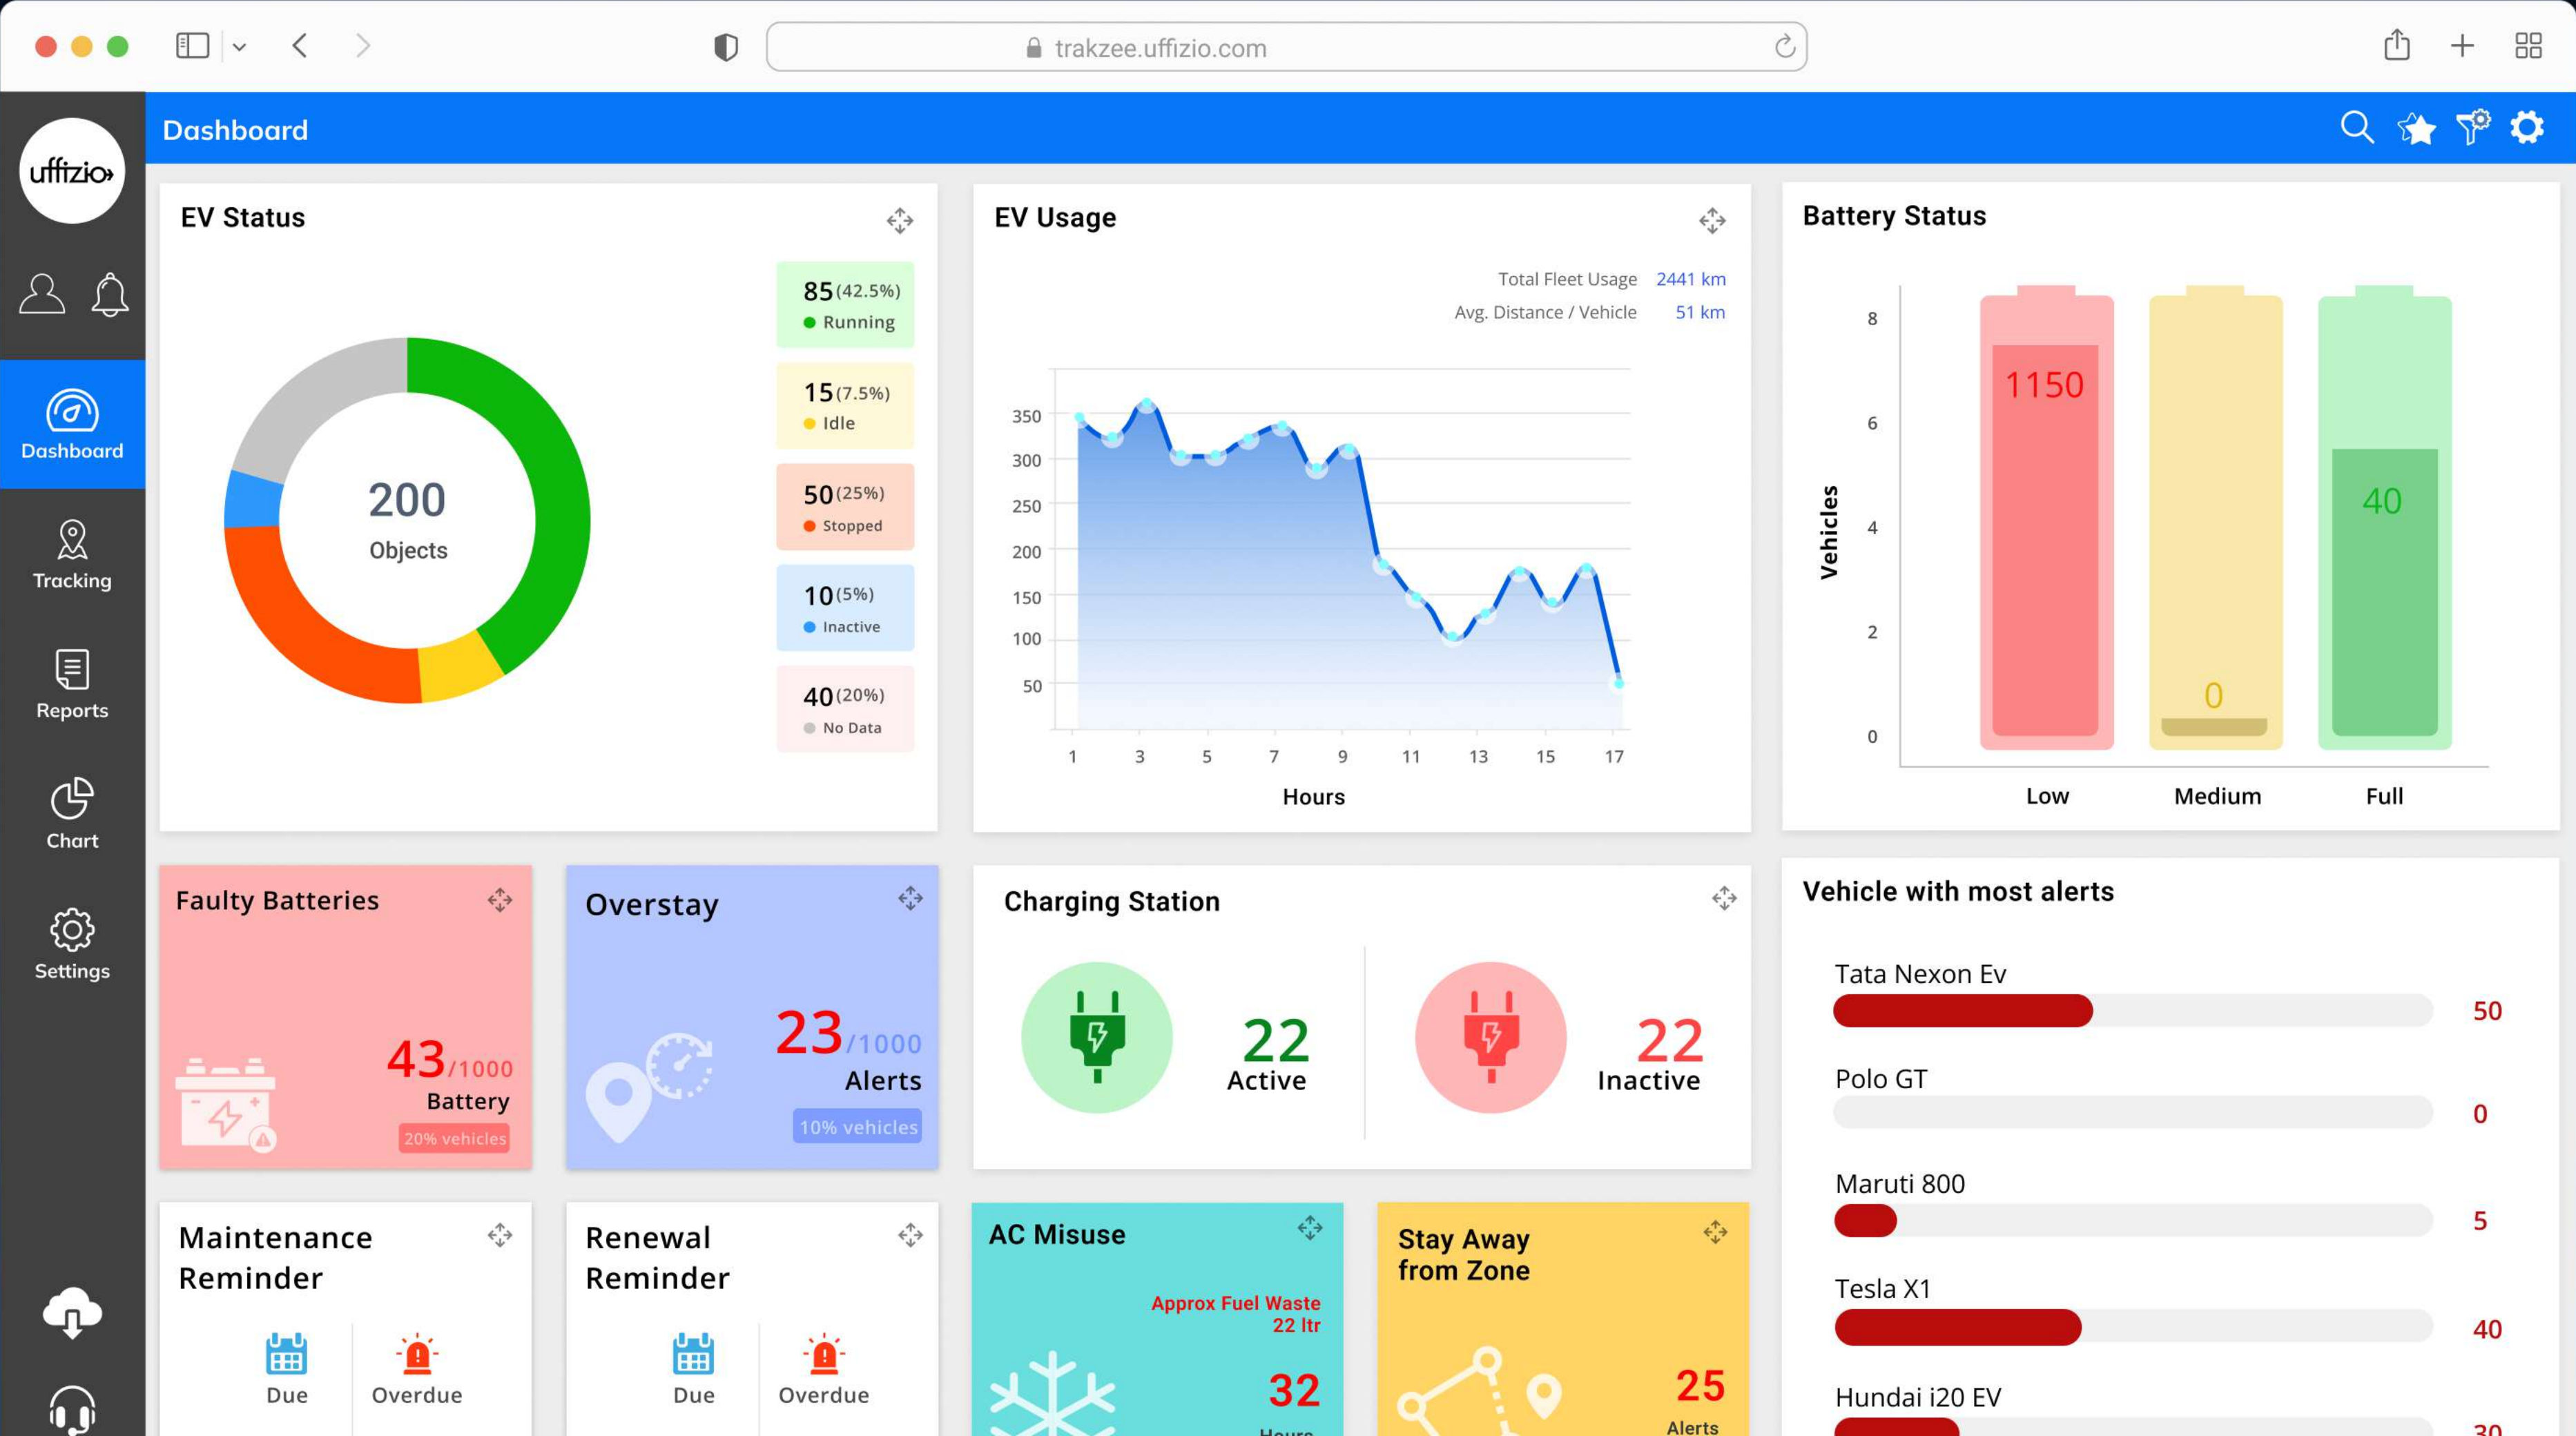 trakzee.uffizio.com
uffizio
Dashboard
Dashboard
Tracking
Reports
Chart
Settings
EV Status
200
Objects
85(42.5%)
Running
15(7.5%)
Idle
50(25%)
Stopped
10(5%)
Inactive
40(20%)
No Data
EV Usage
Total Fleet Usage 2441 km
Avg. Distance / Vehicle 51 km
350
300
250
200
150
100
50
1 3 5 7 9 11 13 15 17
Hours
Battery Status
Vehicles
8
6
4
2
0
1150
0
40
Low Medium Full
Faulty Batteries
43/1000
Battery
20% vehicles
Overstay
23/1000
Alerts
10% vehicles
Charging Station
22
Active
22
Inactive
Vehicle with most alerts
Tata Nexon Ev
50
Polo GT
0
Maruti 800
5
Tesla X1
40
Hundai i20 EV
30
Maintenance
Reminder
Due Overdue
Renewal
Reminder
Due Overdue
AC Misuse
Approx Fuel Waste
22 ltr
32
Hours
Stay Away
from Zone
25
Alerts